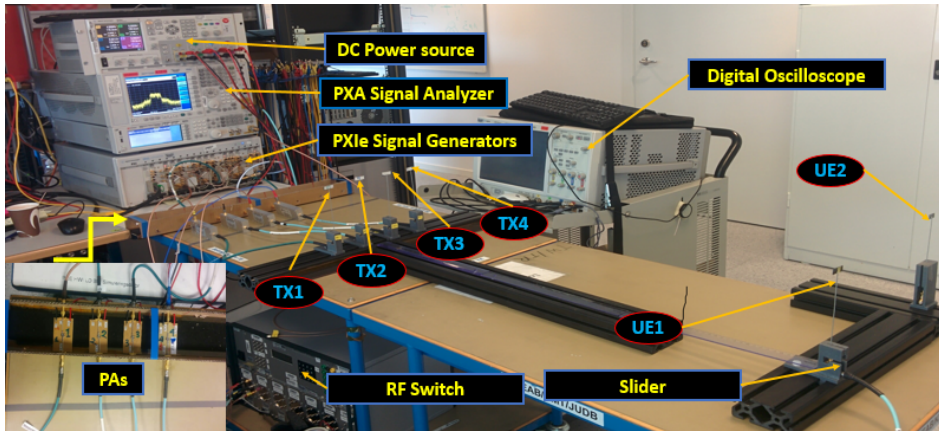 DC Power source
PXA Signal Analyzer
PXIe Signal Generators
Digital Oscilloscope
UE2
TX4
TX3
TX2
TX1
UE1
PAs
RF Switch
Slider